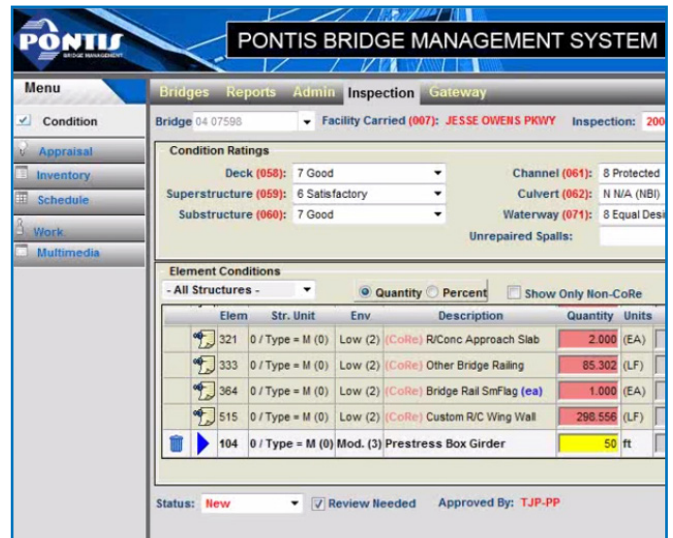 PONTIS
BRIDGE MANAGEMENT
PONTIS BRIDGE MANAGEMENT SYSTEM
Menu
Bridges Reports Admin Inspection Gateway
Condition
Bridge 04 07598 Facility Carried (007): JESSE OWENS PKWY Inspection: 200
Appraisal
Inventory
Schedule
Work
Multimedia
Condition Ratings
Deck (058): 7 Good Channel (061): 8 Protected
Superstructure (059): 6 Satisfactory Culvert (062): N N/A (NBI)
Substructure (060): 7 Good Waterway (071): 8 Equal Desi
Unrepaired Spalls:
Element Conditions
- All Structures - Quantity Percent Show Only Non-CoRe
Elem Str. Unit Env Description Quantity Units
321 0 / Type = M (0) Low (2) (CoRe) R/Conc Approach Slab 2.000 (EA)
333 0 / Type = M (0) Low (2) (CoRe) Other Bridge Railing 85.302 (LF)
364 0 / Type = M (0) Low (2) (CoRe) Bridge Rail SmFlag (ea) 1.000 (EA)
515 0 / Type = M (0) Low (2) (CoRe) Custom R/C Wing Wall 298.556 (LF)
104 0 / Type = M (0) Mod. (3) Prestress Box Girder 50 ft
Status: New Review Needed Approved By: TJP-PP